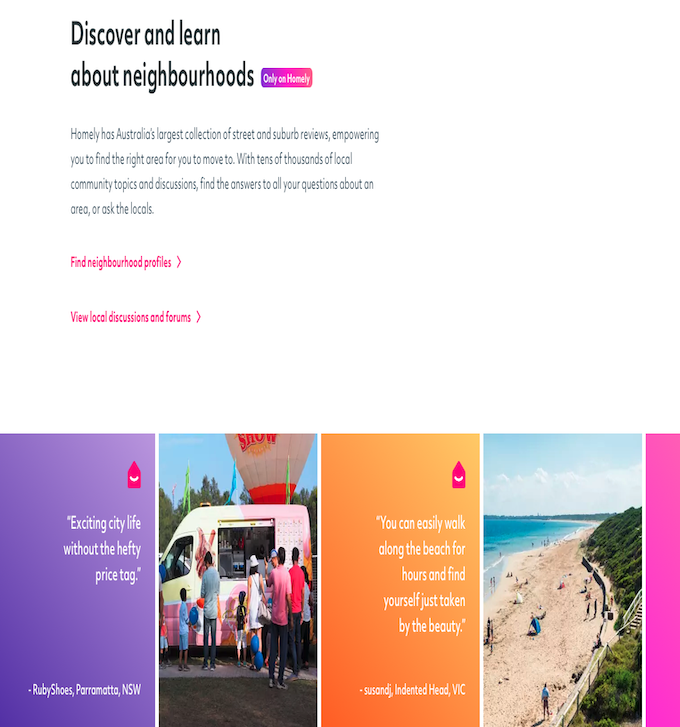 Discover and learn
about neighbourhoods Only on Homely
Homely has Australia's largest collection of street and suburb reviews, empowering
you to find the right area for you to move to. With tens of thousands of local
community topics and discussions, find the answers to all your questions about an
area, or ask the locals.
Find neighbourhood profiles
View local discussions and forums
"Exciting city life
without the hefty
price tag."
- RubyShoes, Parramatta, NSW
SHOW
"You can easily walk
along the beach for
hours and find
yourself just taken
by the beauty."
- susandj, Indented Head, VIC